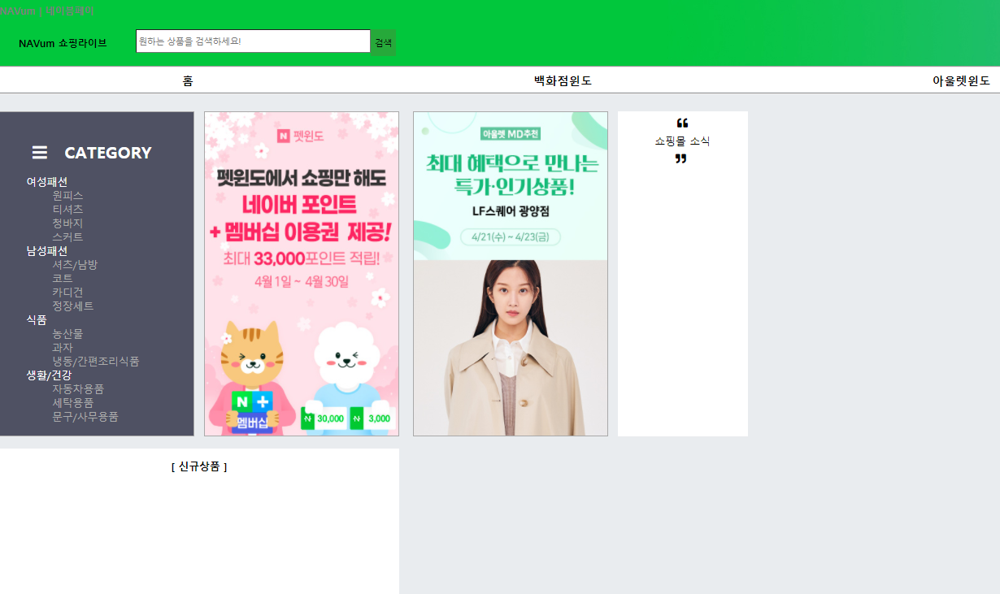 NAVum | 네이놈페이
NAVum 쇼핑라이브
원하는 상품을 검색하세요!
검색
홈
백화점윈도
아울렛윈도
CATEGORY
여성패션
원피스
티셔츠
청바지
스커트
남성패션
셔츠/남방
코트
카디건
정장세트
식품
농산물
과자
냉동/간편조리식품
생활/건강
자동차용품
세탁용품
문구/사무용품
N 펫윈도
펫윈도에서 쇼핑만 해도
네이버 포인트
+ 멤버십 이용권 제공!
최대 33,000포인트 적립!
4월 1일 ~ 4월 30일
N +
멤버십
N 30,000
N 3,000
아울렛 MD추천
최대 혜택으로 만나는
특가·인기상품!
LF스퀘어 광양점
4/21(수) ~ 4/23(금)
❝
쇼핑몰 소식
❞
[ 신규상품 ]